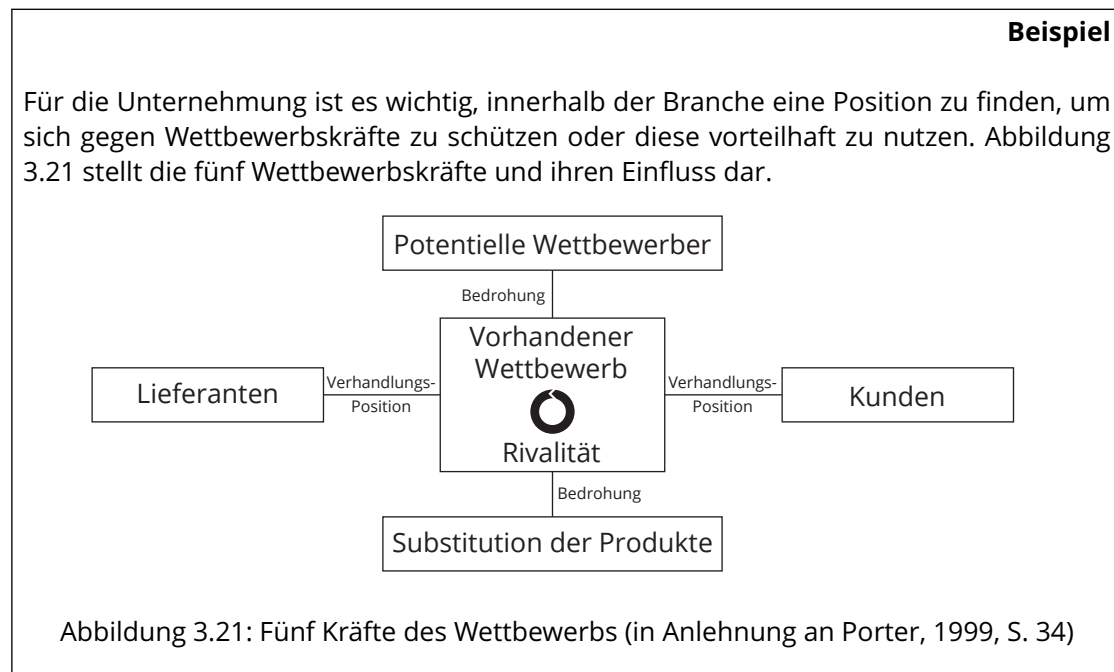 Beispiel
Für die Unternehmung ist es wichtig, innerhalb der Branche eine Position zu finden, um
sich gegen Wettbewerbskräfte zu schützen oder diese vorteilhaft zu nutzen. Abbildung
3.21 stellt die fünf Wettbewerbskräfte und ihren Einfluss dar.
Potentielle Wettbewerber
Bedrohung
Vorhandener
Wettbewerb
Rivalität
Lieferanten
Verhandlungs-
Position
Verhandlungs-
Position
Kunden
Bedrohung
Substitution der Produkte
Abbildung 3.21: Fünf Kräfte des Wettbewerbs (in Anlehnung an Porter, 1999, S. 34)